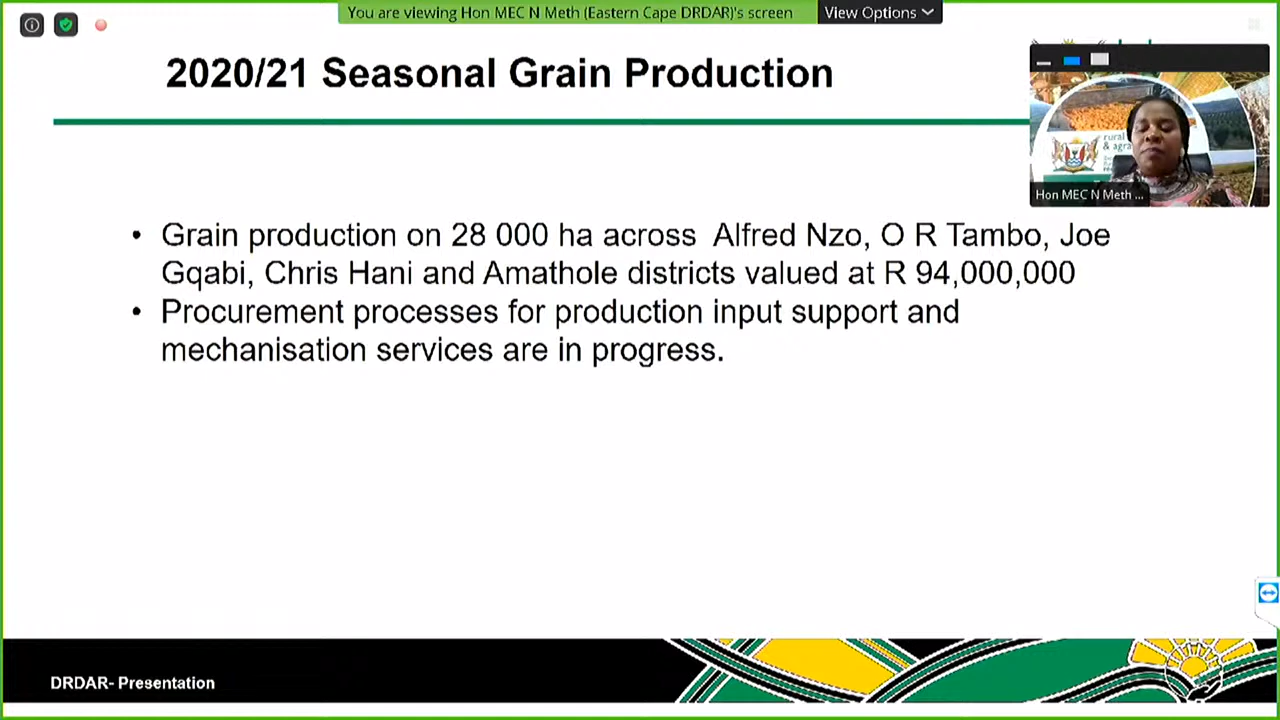 You are viewing Hon MEC N Meth (Eastern Cape DRDAR)'s screen
View Options
2020/21 Seasonal Grain Production
rural
& agra
Hon MEC N Meth ...
• Grain production on 28 000 ha across Alfred Nzo, O R Tambo, Joe
Gqabi, Chris Hani and Amathole districts valued at R 94,000,000
• Procurement processes for production input support and
mechanisation services are in progress.
DRDAR- Presentation